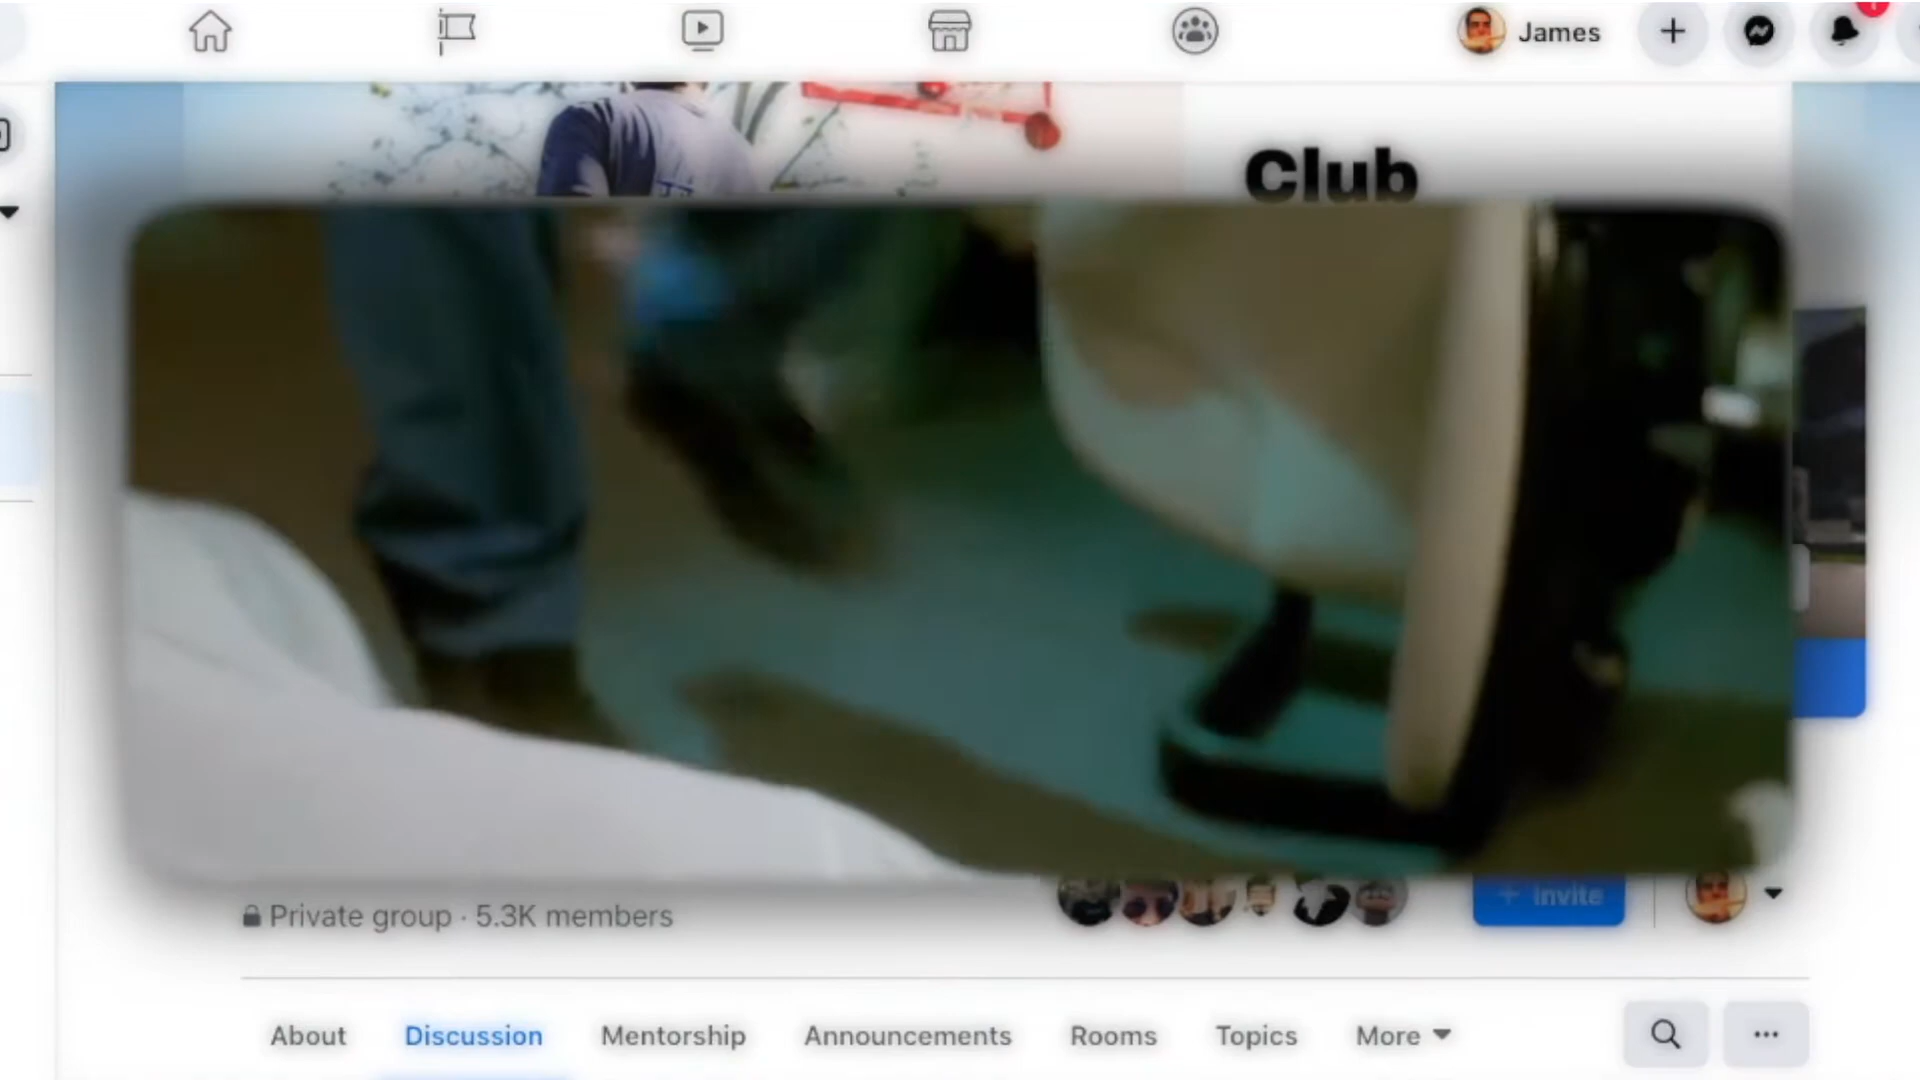 James
Club
Private group · 5.3K members
Invite
About Discussion Mentorship Announcements Rooms Topics More